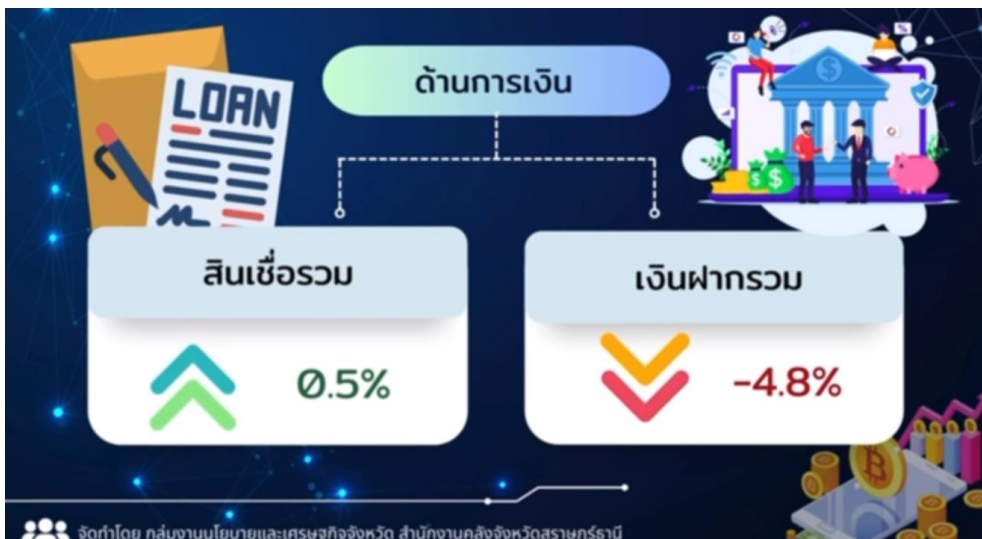 ด้านการเงิน
LOAN
สินเชื่อรวม
เงินฝากรวม
0.5%
-4.8%
จัดทำโดย กลุ่มงานนโยบายและเศรษฐกิจจังหวัด สำนักงานคลังจังหวัดสุราษฎร์ธานี